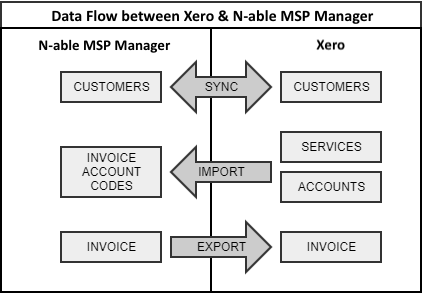 Data Flow between Xero & N-able MSP Manager
N-able MSP Manager
Xero
CUSTOMERS
SYNC
CUSTOMERS
INVOICE
ACCOUNT
CODES
IMPORT
SERVICES
ACCOUNTS
INVOICE
EXPORT
INVOICE